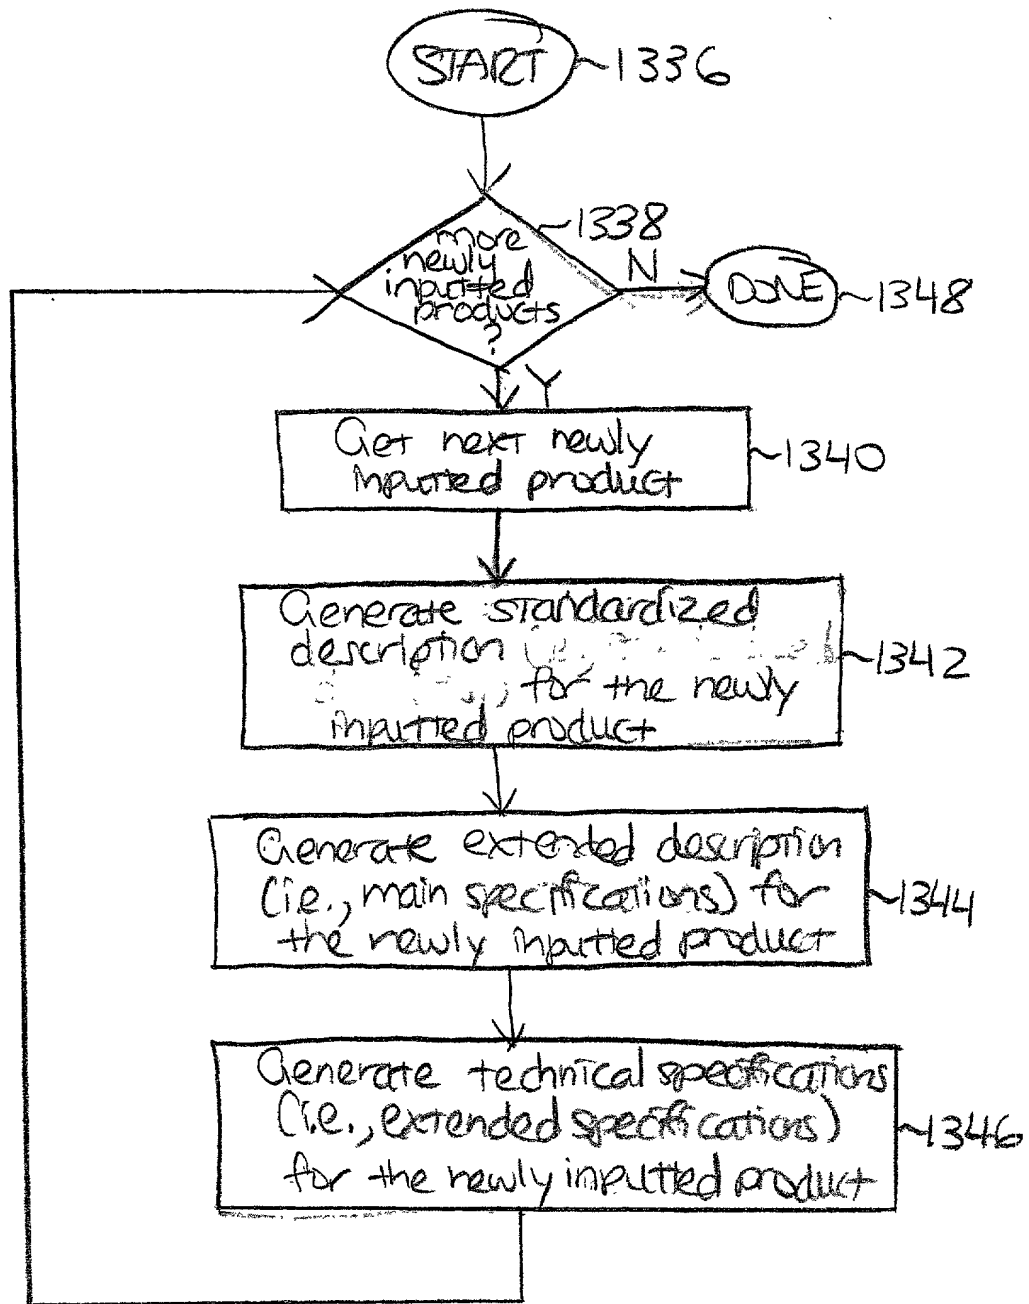 START
1336
1338
more
newly
inputted
products
?
N
DONE
1348
Y
Get next newly
inputted product
1340
Generate standardized
description
for the newly
inputted product
1342
Generate extended description
(i.e., main specifications) for
the newly inputted product
1344
Generate technical specifications
(i.e., extended specifications)
for the newly inputted product
1346